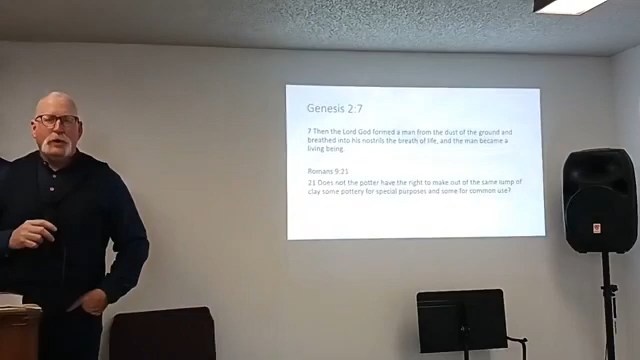 Genesis 2:7
7 Then the Lord God formed a man from the dust of the ground and
breathed into his nostrils the breath of life, and the man became a
living being.
Romans 9:21
21 Does not the potter have the right to make out of the same lump of
clay some pottery for special purposes and some for common use?